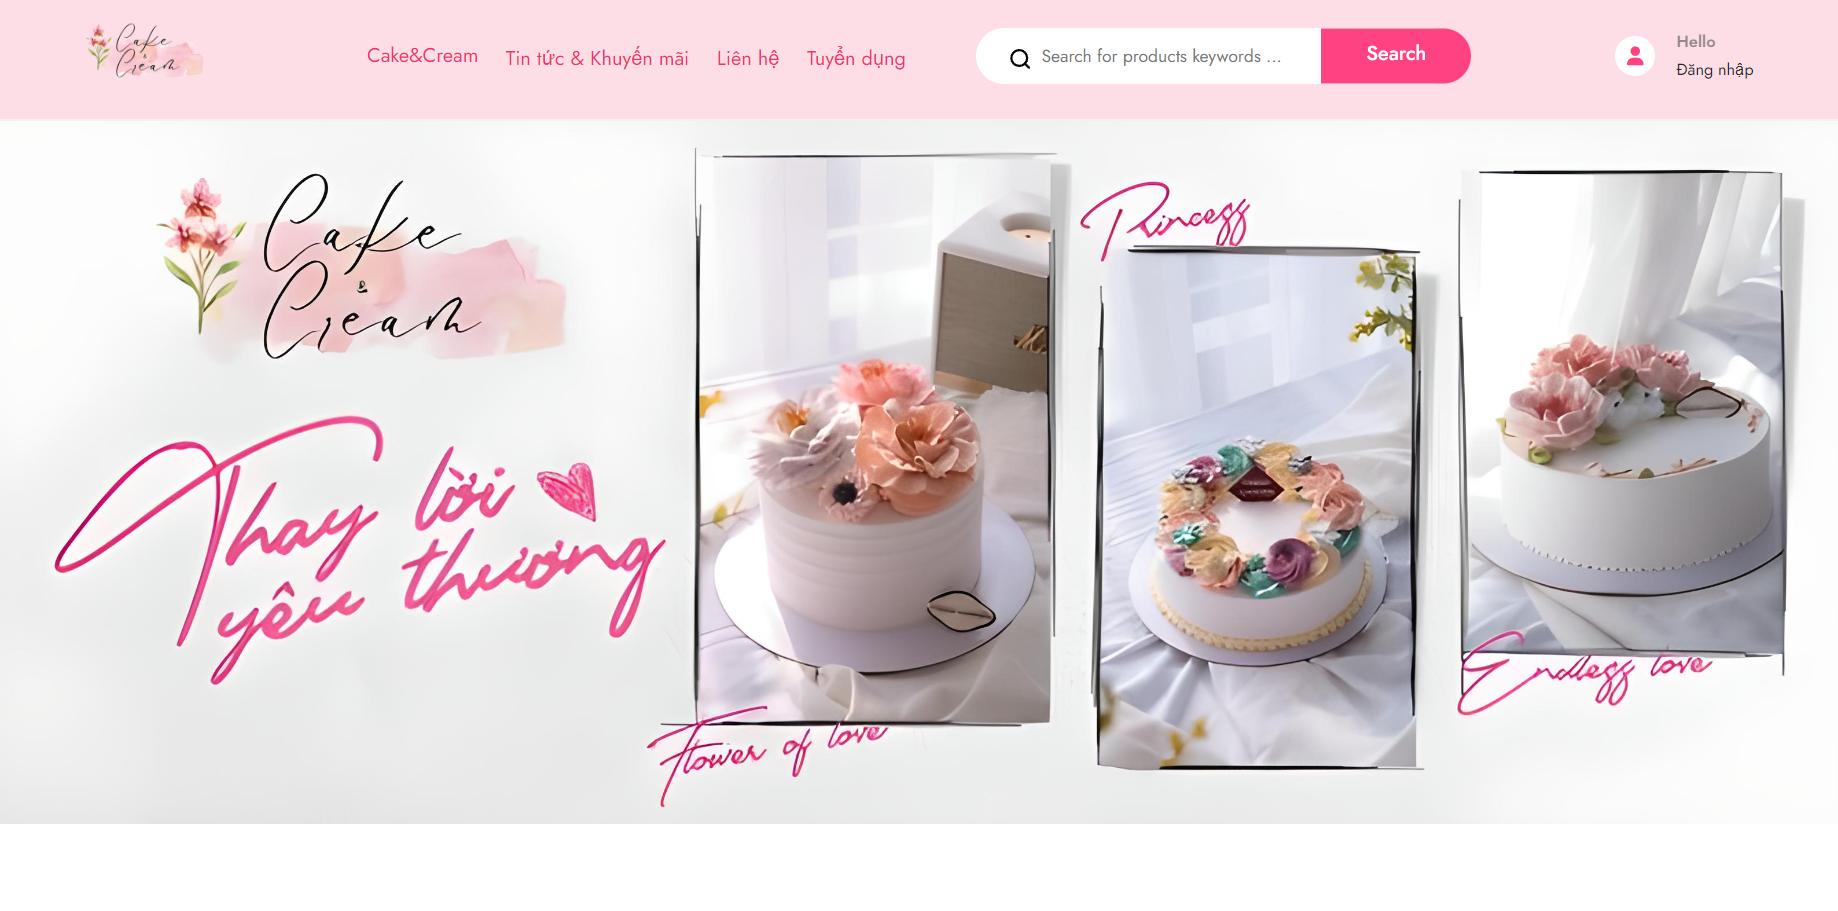 Cake
&
Cream
Cake&Cream
Tin tức & Khuyến mãi
Liên hệ
Tuyển dụng
Search for products keywords ...
Search
Hello
Đăng nhập
Cake
&
Cream
Thay lời
yêu thương
Flower of love
Princess
Endless love